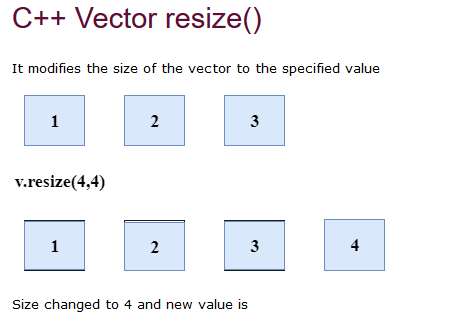 C++ Vector resize()
It modifies the size of the vector to the specified value
1 2 3
v.resize(4,4)
1 2 3 4
Size changed to 4 and new value is